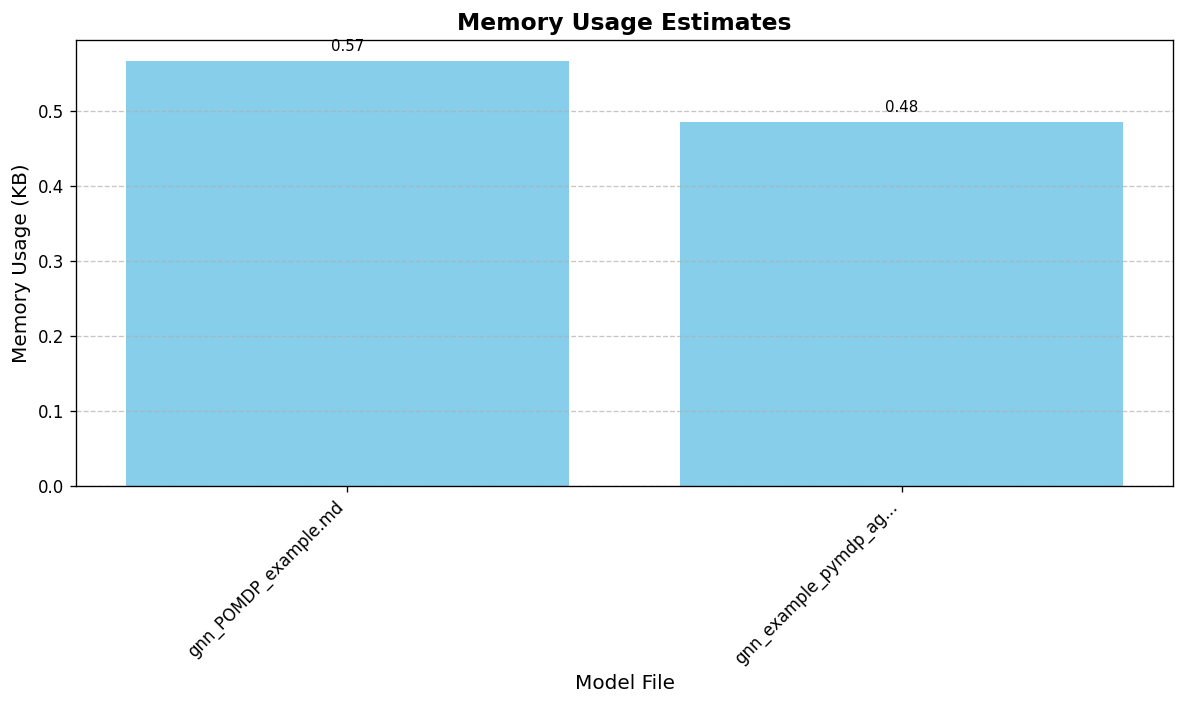 Memory Usage Estimates
0.57
0.48
0.5
0.4
0.3
0.2
0.1
0.0
Memory Usage (KB)
gnn_POMDP_example.md
gnn_example_pymdp_ag...
Model File